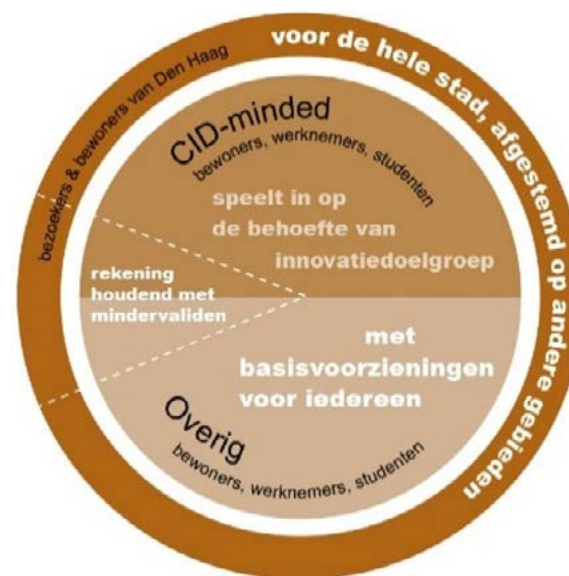 voor de hele stad, afgestemd op andere gebieden
bezoekers & bewoners van Den Haag
CID-minded
bewoners, werknemers, studenten
speelt in op
de behoefte van
innovatiedoelgroep
rekening
houdend met
mindervaliden
met
basisvoorzieningen
voor iedereen
Overig
bewoners, werknemers, studenten